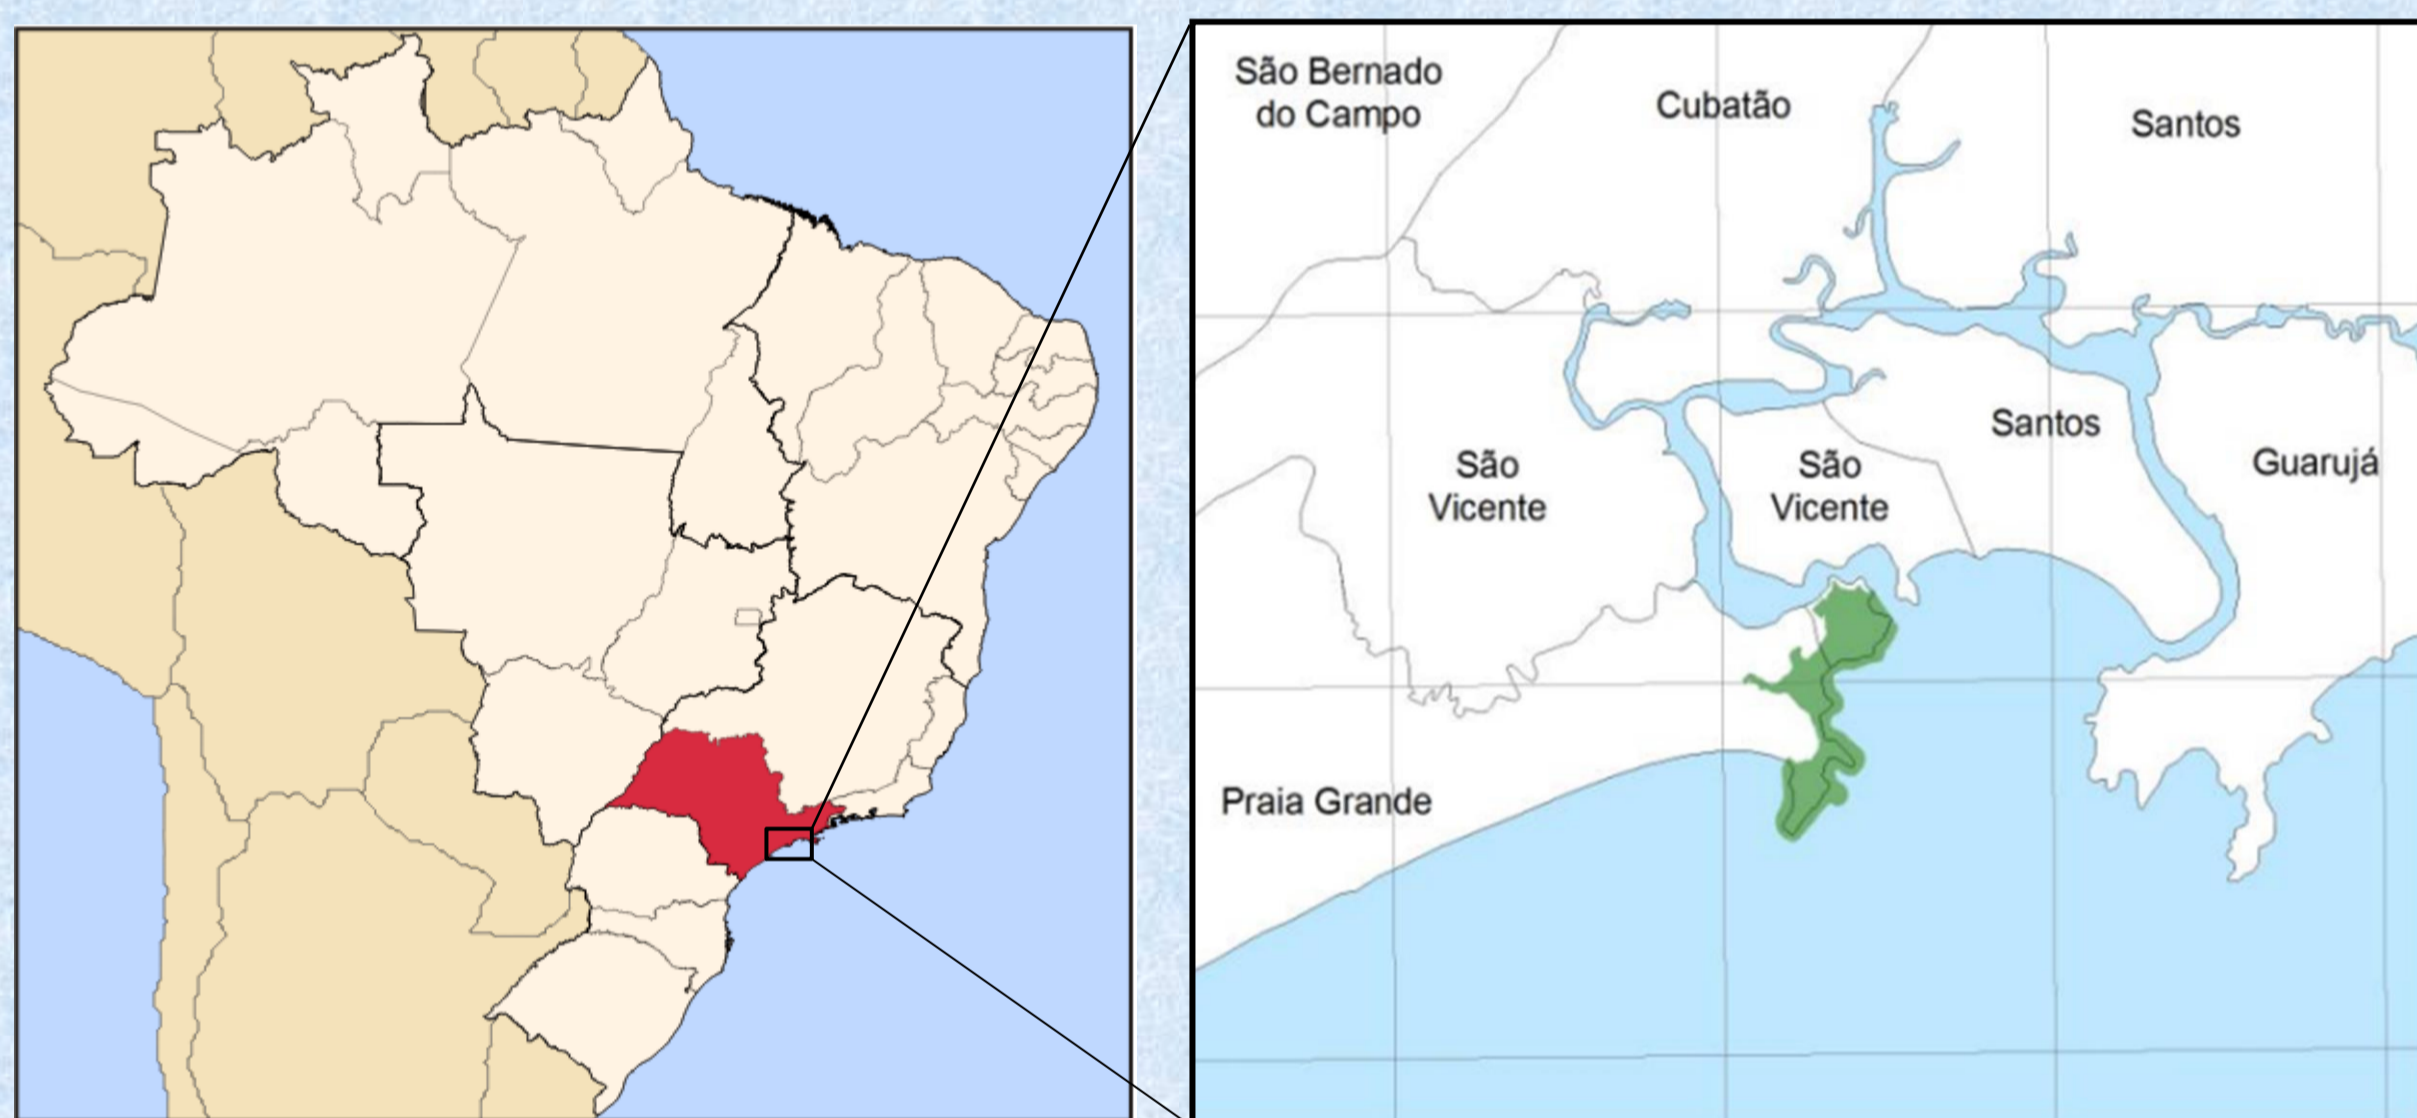 São Bernado
do Campo
Cubatão
Santos
São
Vicente
São
Vicente
Santos
Guarujá
Praia Grande